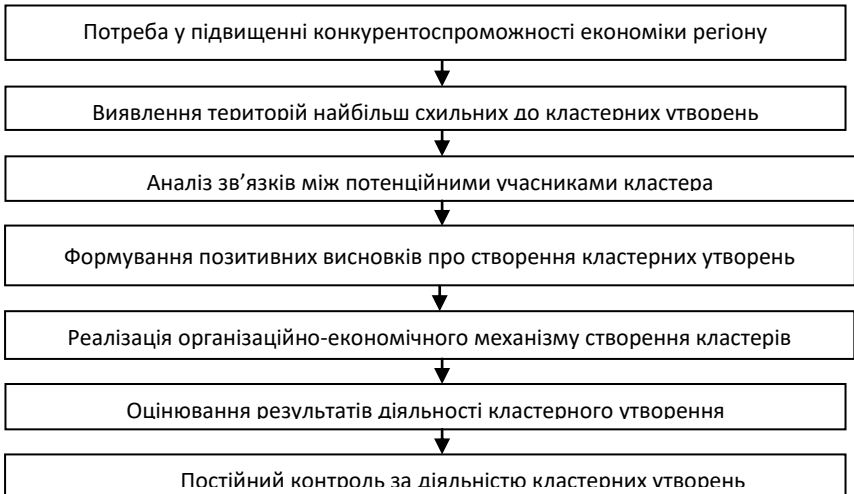 Потреба у підвищенні конкурентоспроможності економіки регіону
Виявлення територій найбільш схильних до кластерних утворень
Аналіз зв’язків між потенційними учасниками кластера
Формування позитивних висновків про створення кластерних утворень
Реалізація організаційно-економічного механізму створення кластерів
Оцінювання результатів діяльності кластерного утворення
Постійний контроль за діяльністю кластерних утворень